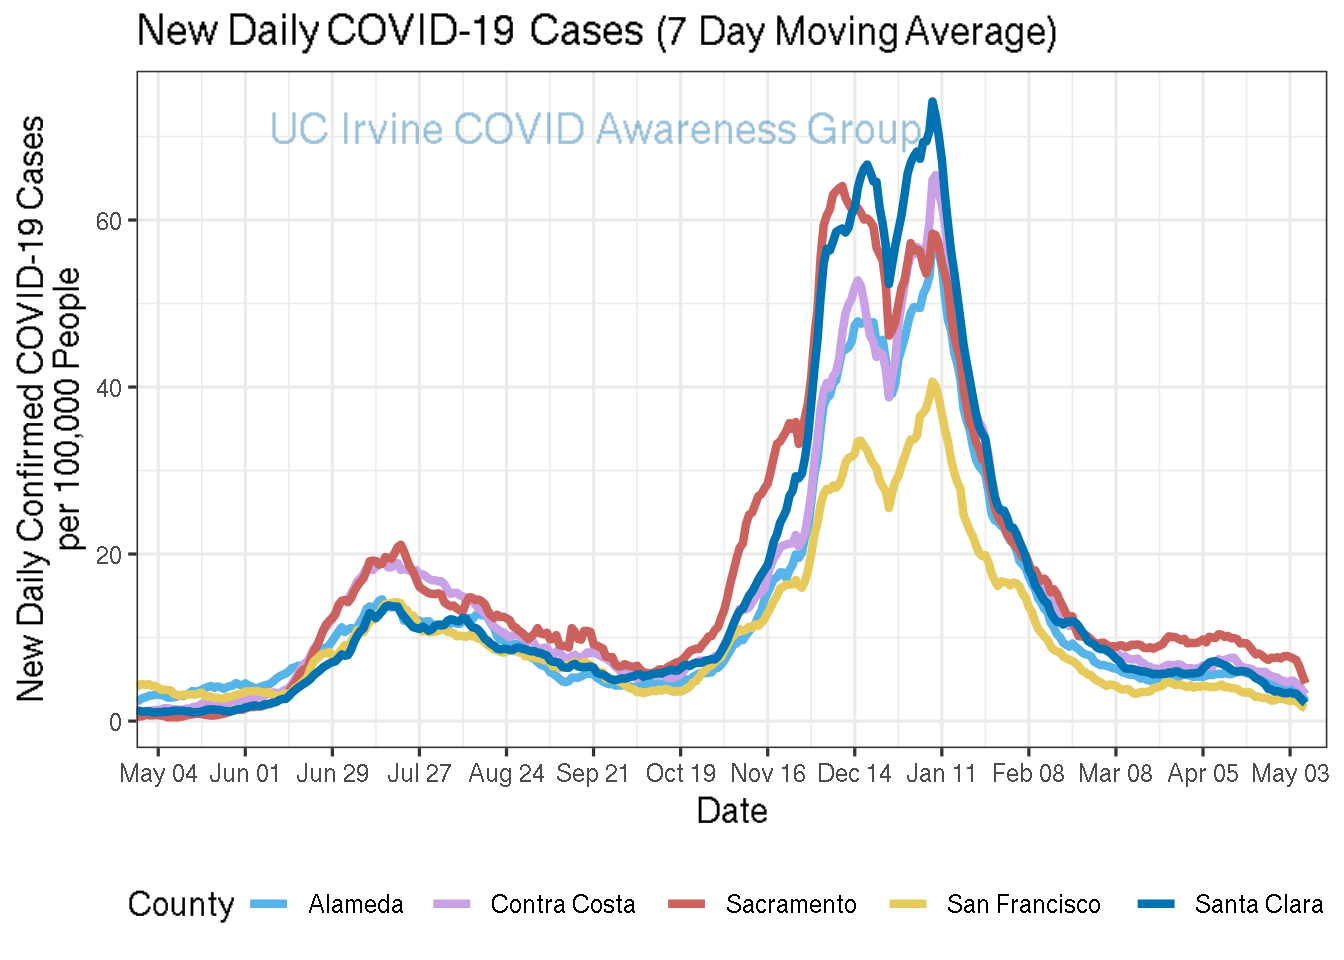 New Daily COVID-19 Cases (7 Day Moving Average)
UC Irvine COVID Awareness Group
New Daily Confirmed COVID-19 Cases
per 100,000 People
60
40
20
0
May 04 Jun 01 Jun 29 Jul 27 Aug 24 Sep 21 Oct 19 Nov 16 Dec 14 Jan 11 Feb 08 Mar 08 Apr 05 May 03
Date
County Alameda Contra Costa Sacramento San Francisco Santa Clara